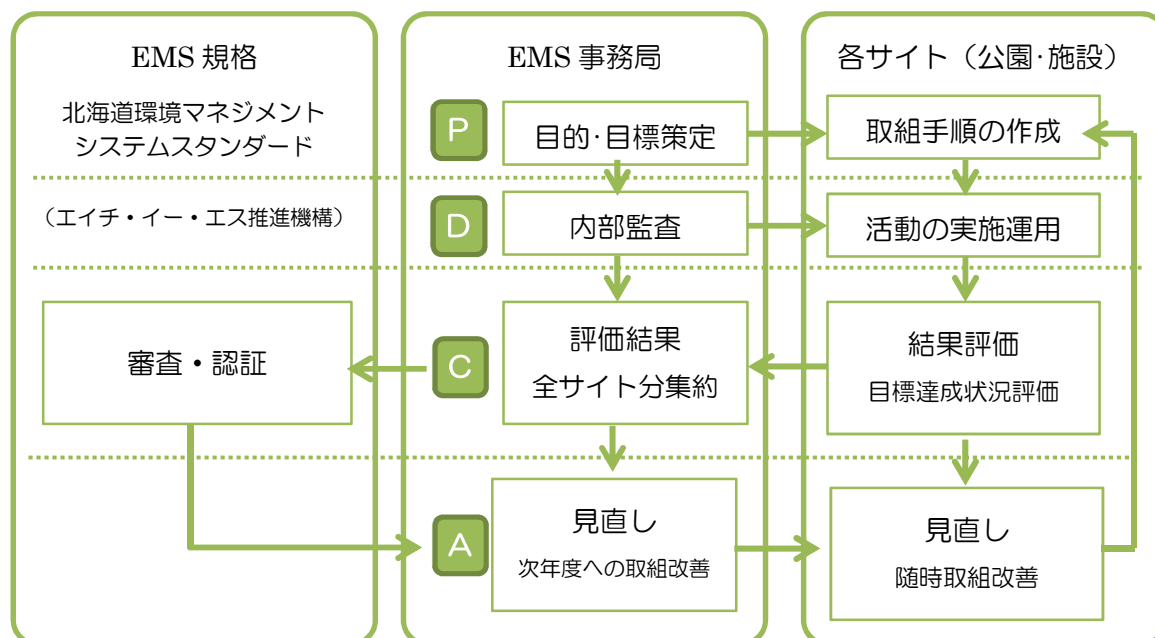 EMS 規格
北海道環境マネジメント
システムスタンダード
（エイチ・イー・エス推進機構）
審査・認証
EMS 事務局
P
目的・目標策定
D
内部監査
C
評価結果
全サイト分集約
A
見直し
次年度への取組改善
各サイト（公園・施設）
取組手順の作成
活動の実施運用
結果評価
目標達成状況評価
見直し
随時取組改善